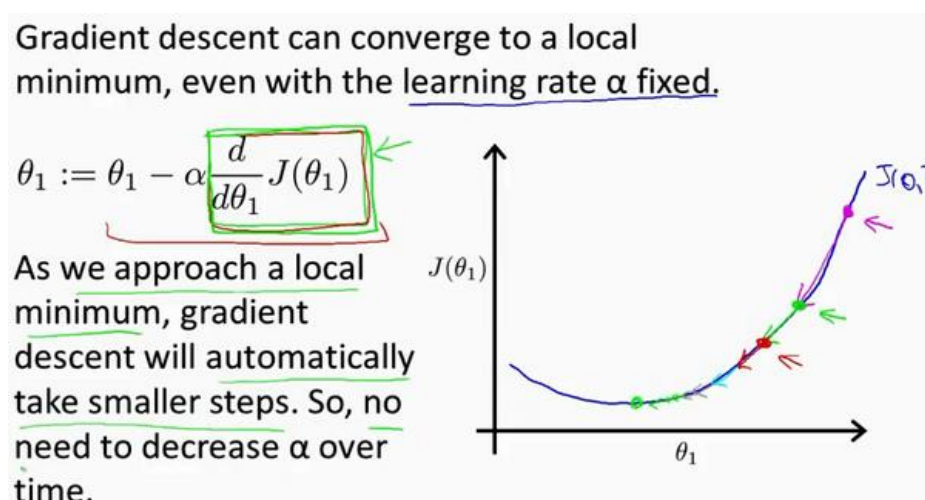 Gradient descent can converge to a local
minimum, even with the learning rate α fixed.
θ₁ := θ₁ − α d/dθ₁ J(θ₁)
As we approach a local
minimum, gradient
descent will automatically
take smaller steps. So, no
need to decrease α over
time.
J(θ₁)
J(θ₁)
θ₁